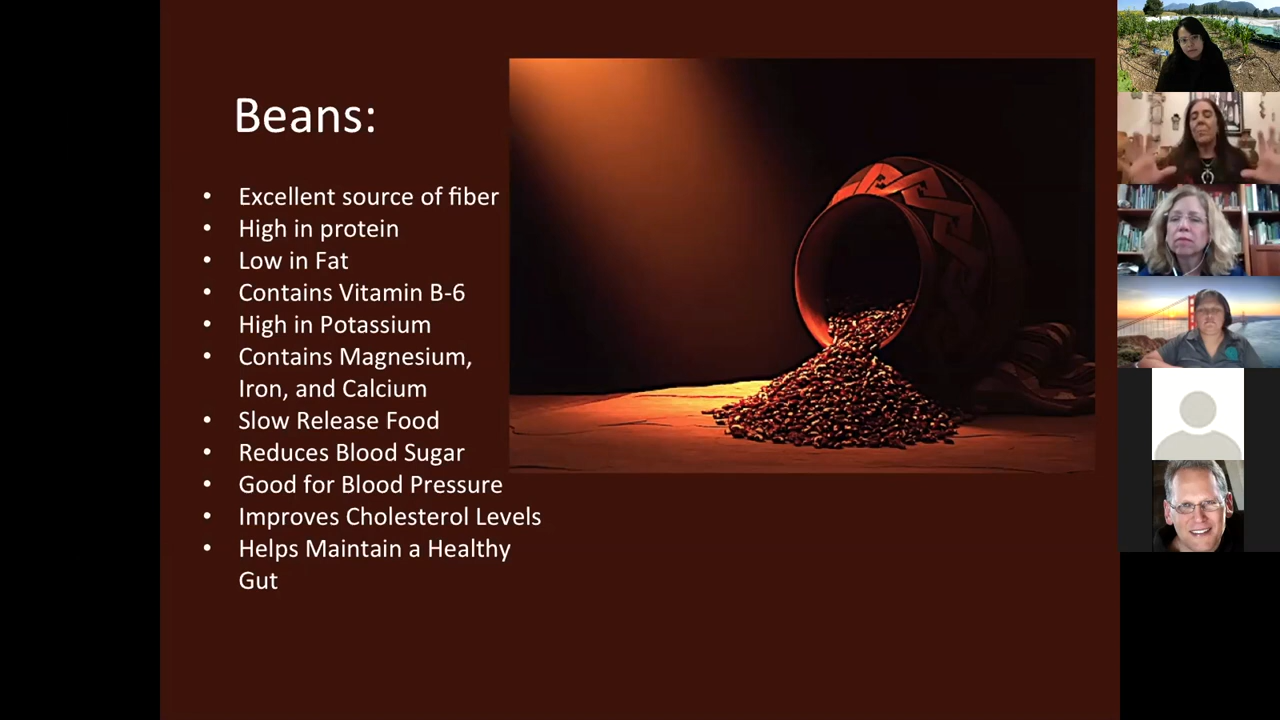 Beans:
• Excellent source of fiber
• High in protein
• Low in Fat
• Contains Vitamin B-6
• High in Potassium
• Contains Magnesium,
Iron, and Calcium
• Slow Release Food
• Reduces Blood Sugar
• Good for Blood Pressure
• Improves Cholesterol Levels
• Helps Maintain a Healthy
Gut